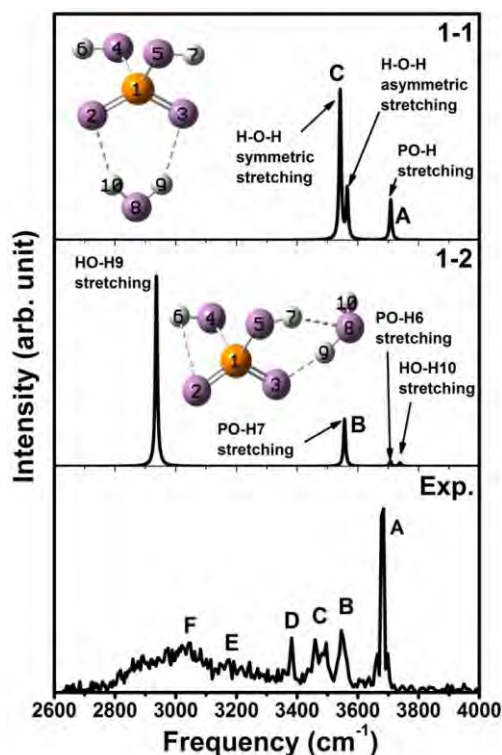 1-1
6
4
5
7
1
2
3
10
9
8
C
H-O-H
symmetric
stretching
H-O-H
asymmetric
stretching
PO-H
stretching
A
1-2
HO-H9
stretching
6
4
5
7
10
8
1
9
2
3
PO-H7
stretching
B
PO-H6
stretching
HO-H10
stretching
Exp.
A
B
C
D
E
F
Intensity (arb. unit)
2600 2800 3000 3200 3400 3600 3800 4000
Frequency (cm-1)